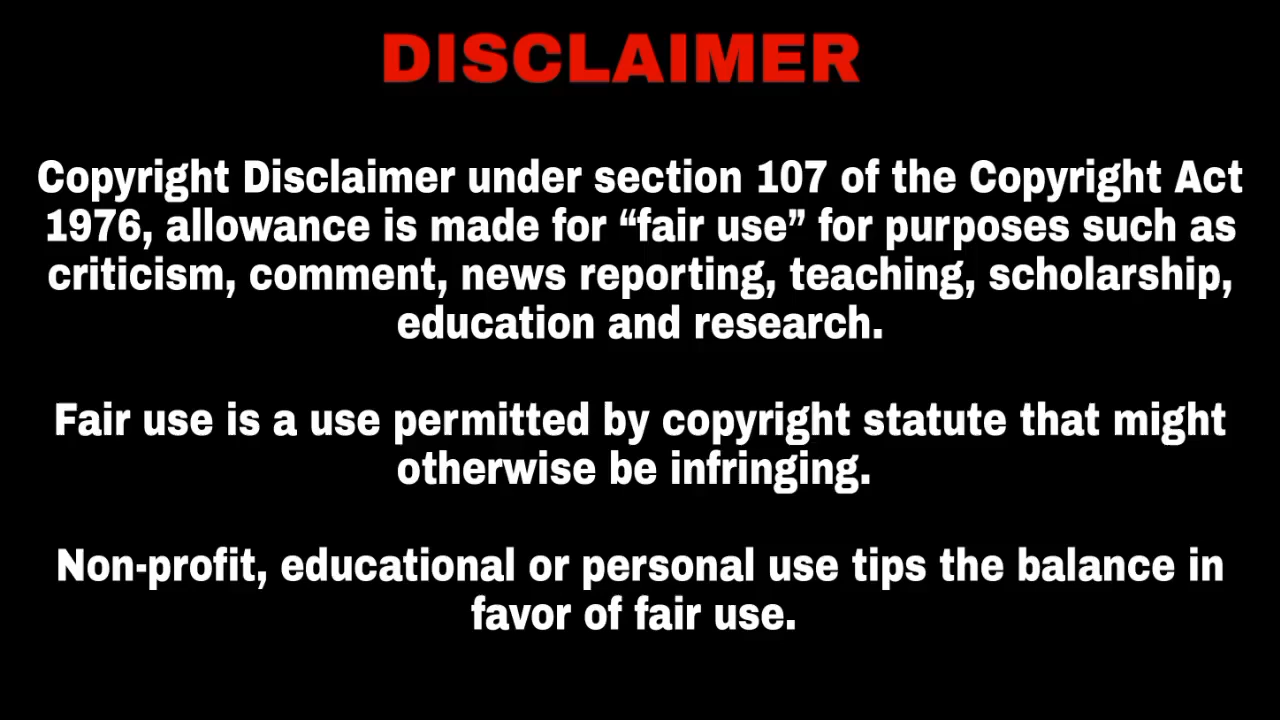 DISCLAIMER
Copyright Disclaimer under section 107 of the Copyright Act
1976, allowance is made for “fair use” for purposes such as
criticism, comment, news reporting, teaching, scholarship,
education and research.
Fair use is a use permitted by copyright statute that might
otherwise be infringing.
Non-profit, educational or personal use tips the balance in
favor of fair use.